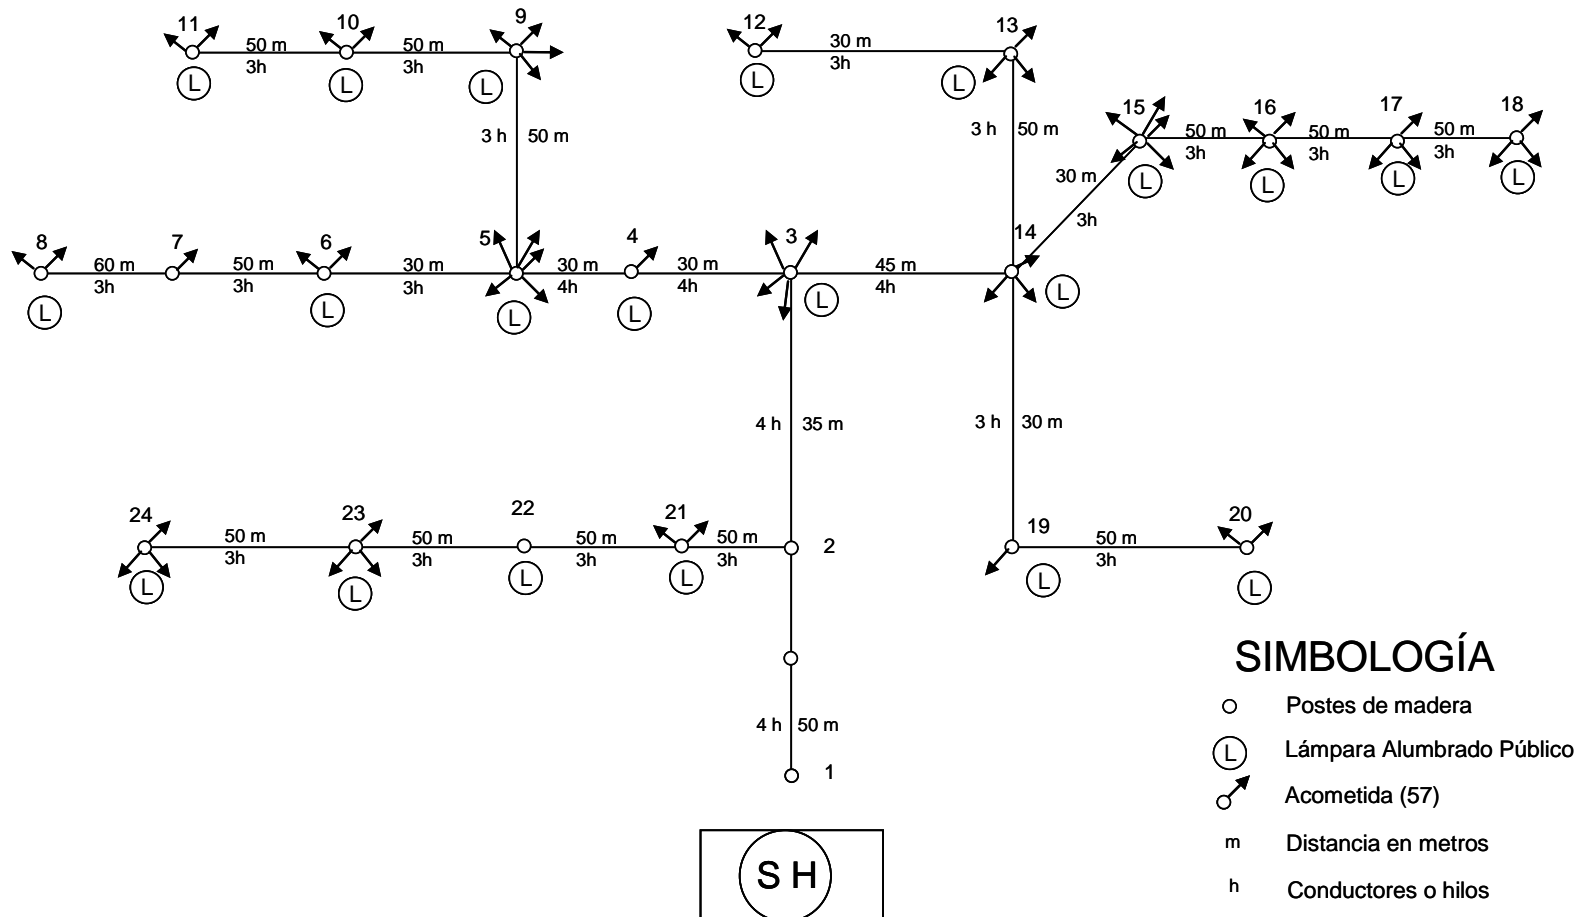 11
10
9
12
13
50 m
3h
50 m
3h
30 m
3h
L
L
L
L
L
3 h
50 m
3 h
50 m
15
16
17
18
50 m
3h
50 m
3h
50 m
3h
30 m
3h
L
L
L
L
8
7
6
5
4
3
14
60 m
3h
50 m
3h
30 m
3h
30 m
4h
30 m
4h
45 m
4h
L
L
L
L
L
L
4 h
35 m
3 h
30 m
24
23
22
21
2
19
20
50 m
3h
50 m
3h
50 m
3h
50 m
3h
50 m
3h
L
L
L
L
L
L
4 h
50 m
1
S H
SIMBOLOGÍA
Postes de madera
L Lámpara Alumbrado Público
Acometida (57)
m Distancia en metros
h Conductores o hilos